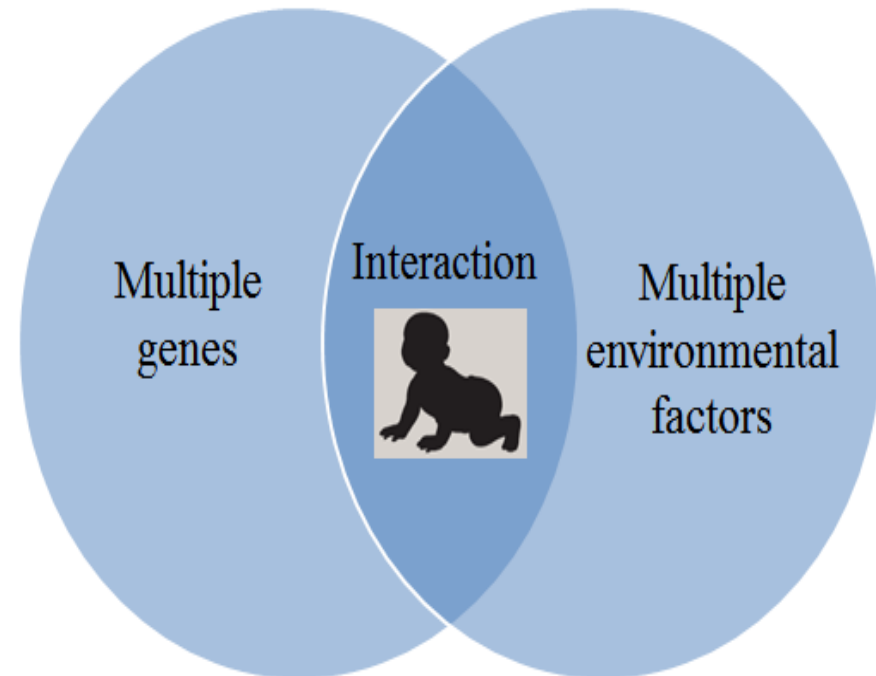 Multiple
genes
Interaction
Multiple
environmental
factors